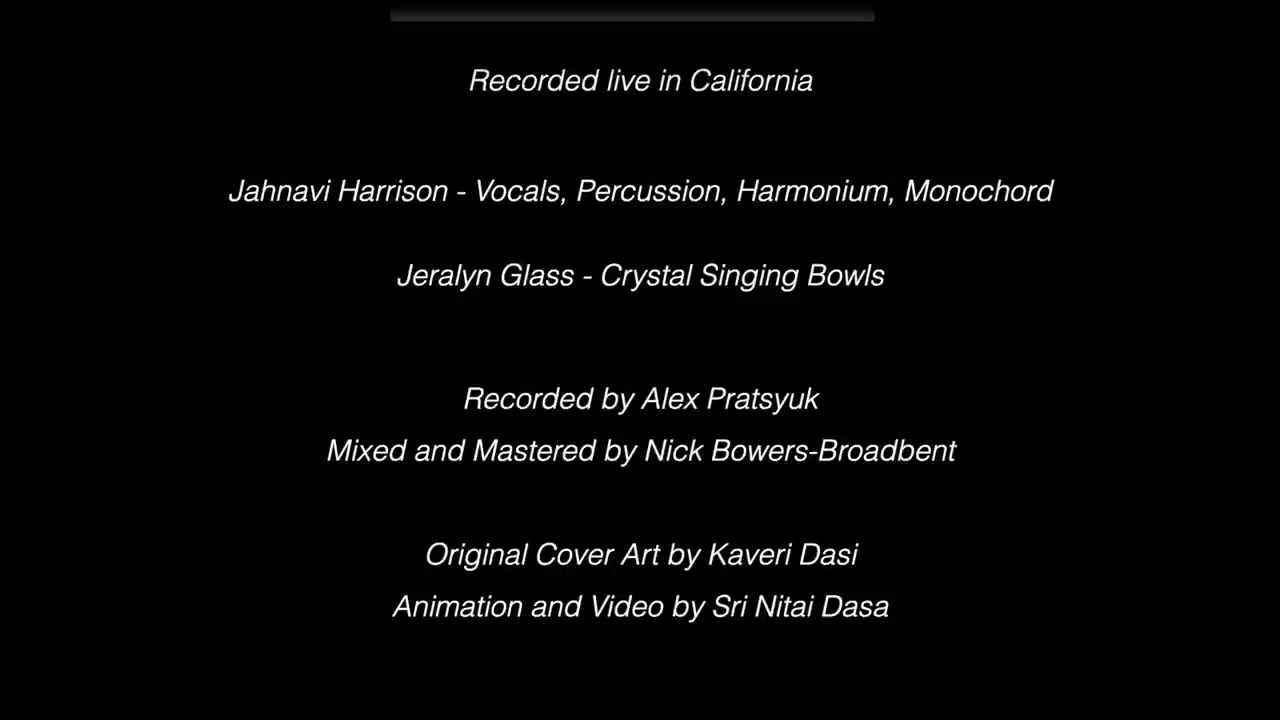 Recorded live in California
Jahnavi Harrison - Vocals, Percussion, Harmonium, Monochord
Jeralyn Glass - Crystal Singing Bowls
Recorded by Alex Pratsyuk
Mixed and Mastered by Nick Bowers-Broadbent
Original Cover Art by Kaveri Dasi
Animation and Video by Sri Nitai Dasa